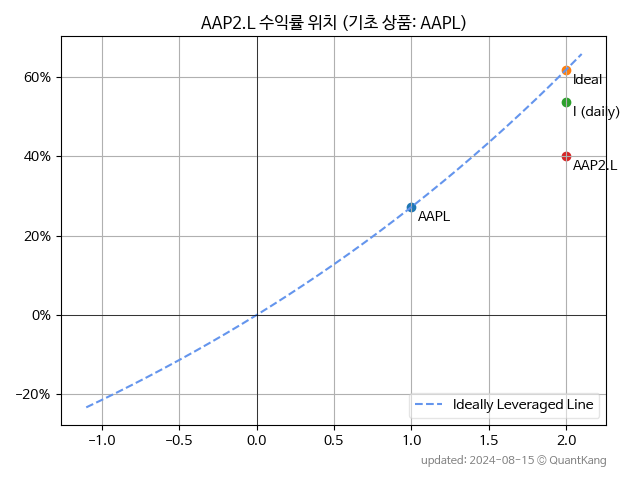 AAP2.L 수익률 위치 (기초 상품: AAPL)
60%
40%
20%
0%
−20%
Ideal
I (daily)
AAP2.L
AAPL
Ideally Leveraged Line
−1.0 −0.5 0.0 0.5 1.0 1.5 2.0
updated: 2024-08-15 © QuantKang